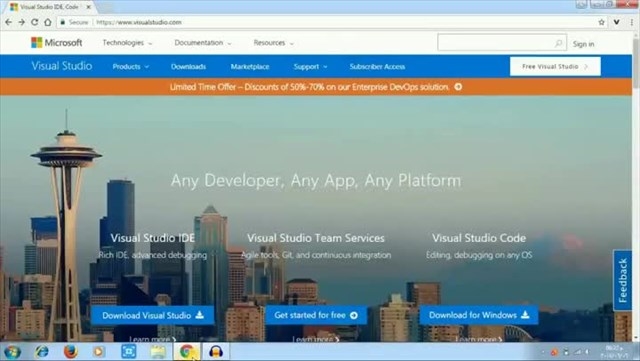 Visual Studio IDE, Code
Secure https://www.visualstudio.com
Microsoft Technologies Documentation Resources Sign in
Visual Studio Products Downloads Marketplace Support Subscriber Access Free Visual Studio
Limited Time Offer – Discounts of 50%-70% on our Enterprise DevOps solution.
Any Developer, Any App, Any Platform
Visual Studio IDE Visual Studio Team Services Visual Studio Code
Rich IDE, advanced debugging Agile tools, Git, and continuous integration Editing, debugging on any OS
Feedback
Download Visual Studio Get started for free Download for Windows
Learn more Learn more Learn more